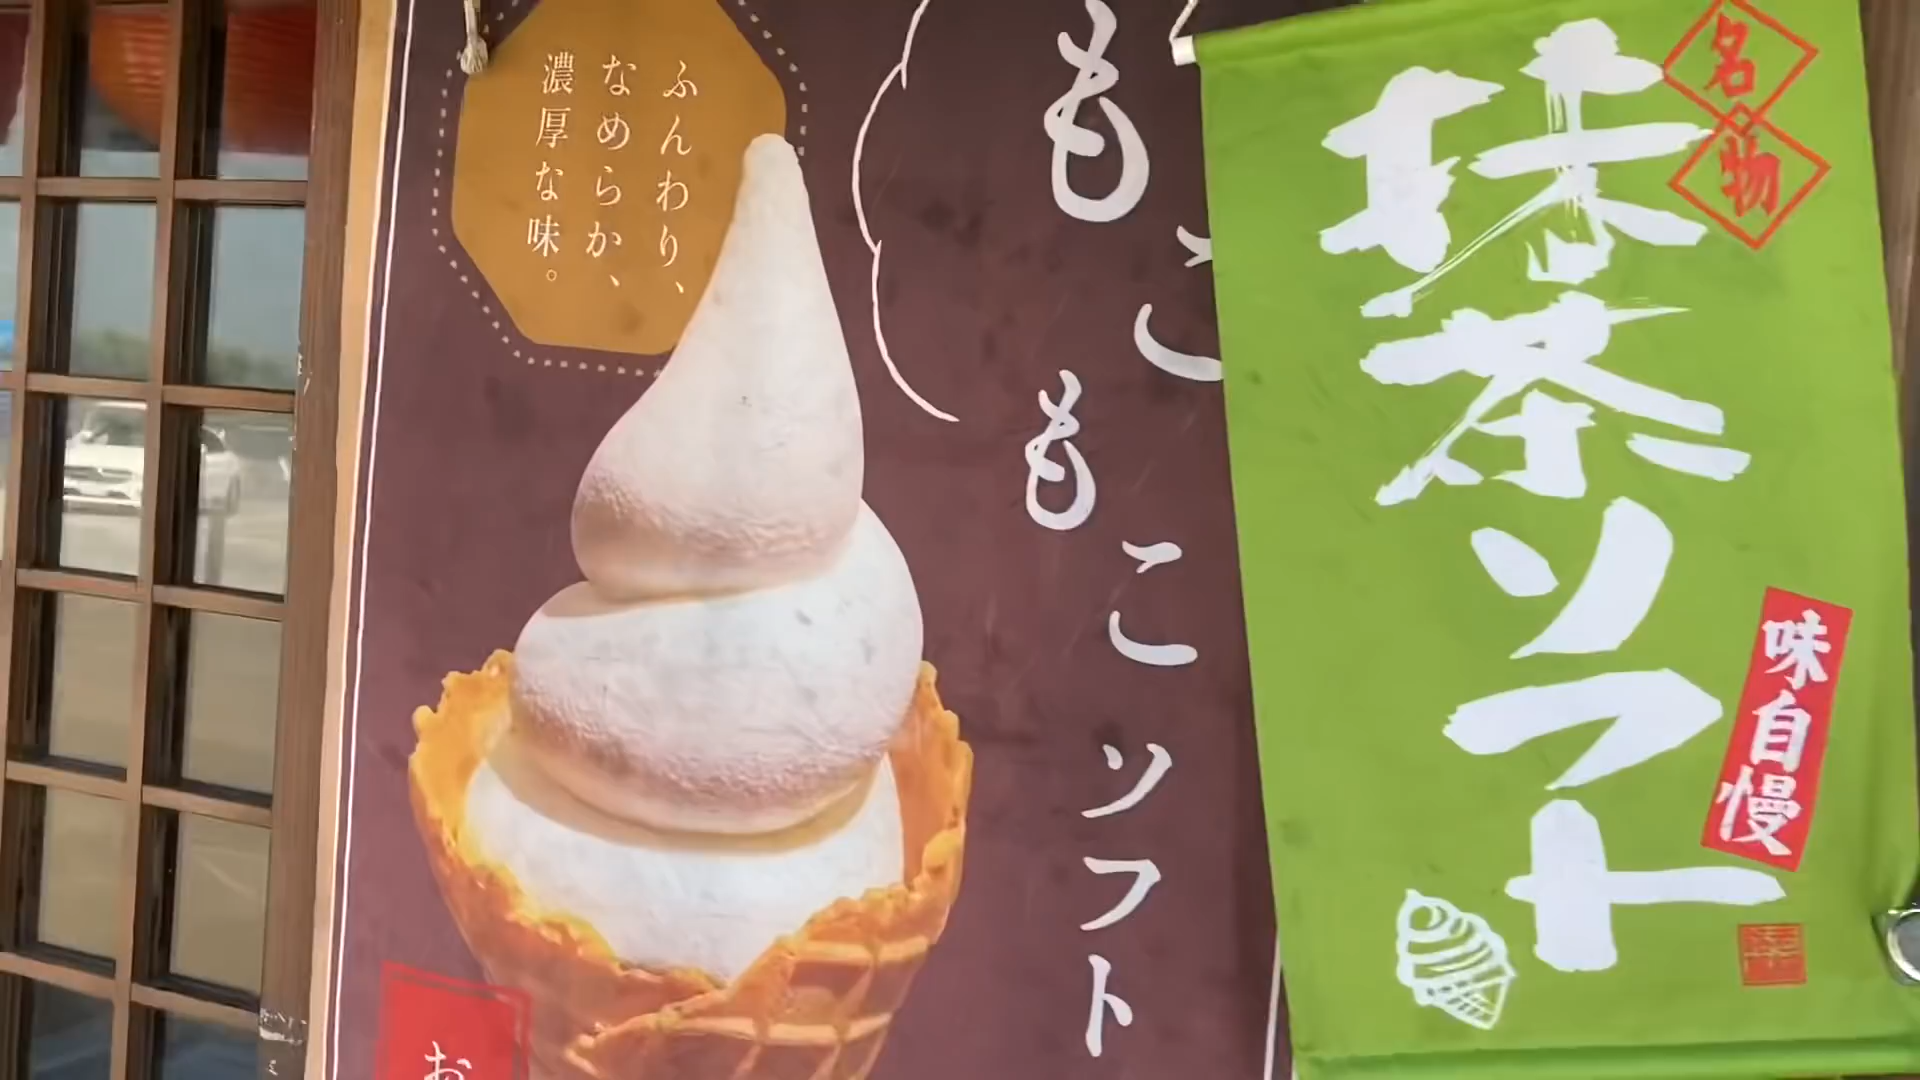 名物
抹茶ソフト
味自慢
もこもこソフト
ふんわり、
なめらか、
濃厚な味。
お